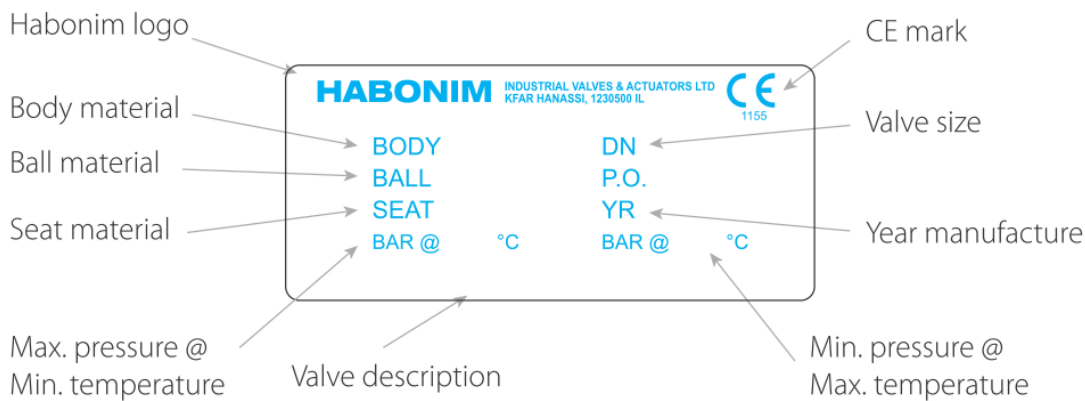 Habonim logo
CE mark
HABONIM INDUSTRIAL VALVES & ACTUATORS LTD
KFAR HANASSI, 1230500 IL
CE
1155
Body material
BODY
DN
Valve size
Ball material
BALL
P.O.
Seat material
SEAT
YR
Year manufacture
BAR @ °C BAR @ °C
Max. pressure @
Min. temperature
Valve description
Min. pressure @
Max. temperature